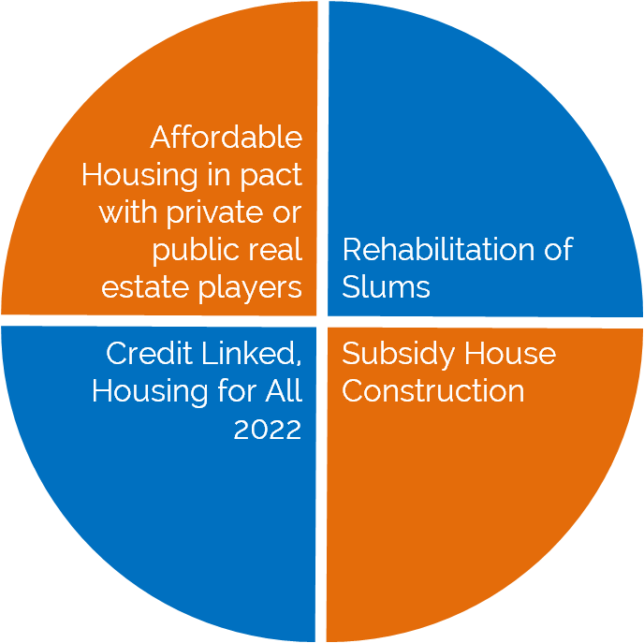 Affordable
Housing in pact
with private or
public real
estate players
Rehabilitation of
Slums
Credit Linked,
Housing for All
2022
Subsidy House
Construction